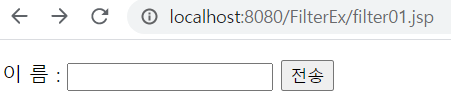 localhost:8080/FilterEx/filter01.jsp
이 름 : 전송